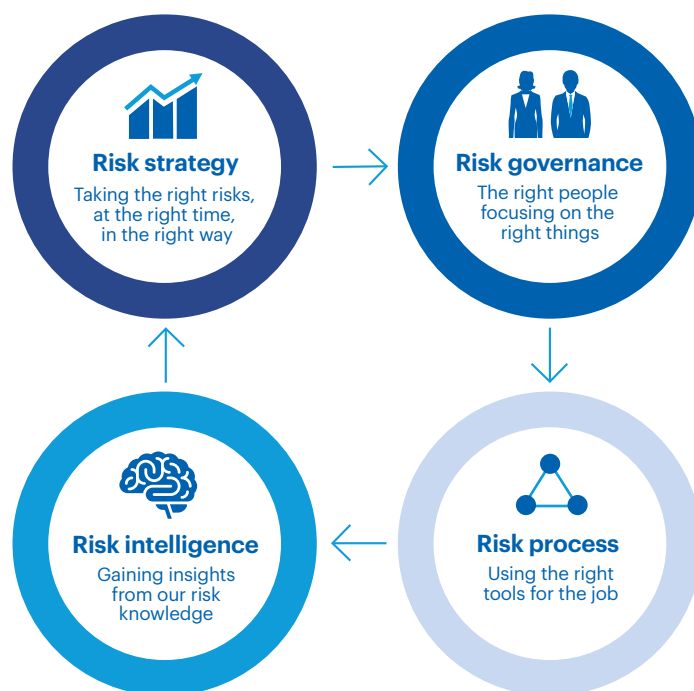 Risk strategy
Taking the right risks,
at the right time,
in the right way
Risk governance
The right people
focusing on the
right things
Risk intelligence
Gaining insights
from our risk
knowledge
Risk process
Using the right
tools for the job